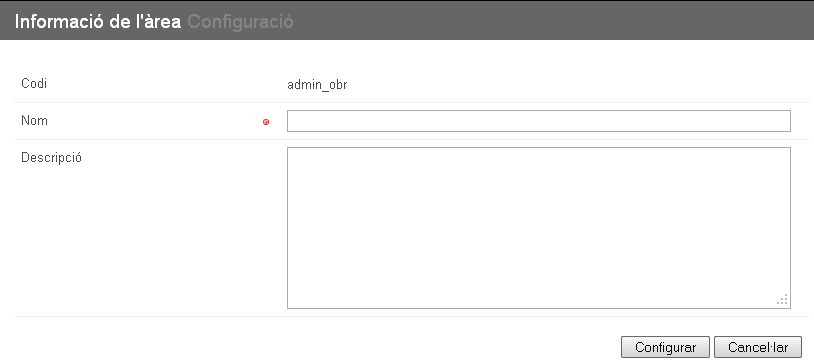 Informació de l'àrea Configuració
Codi admin_obr
Nom
Descripció
Configurar Cancel·lar